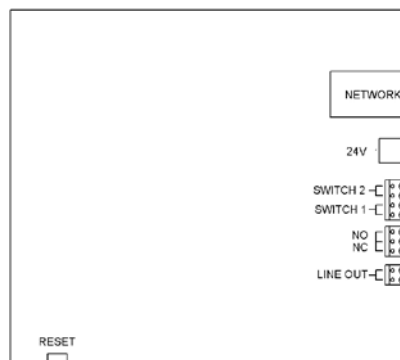 NETWORK
24V
SWITCH 2
SWITCH 1
NO
NC
LINE OUT
RESET